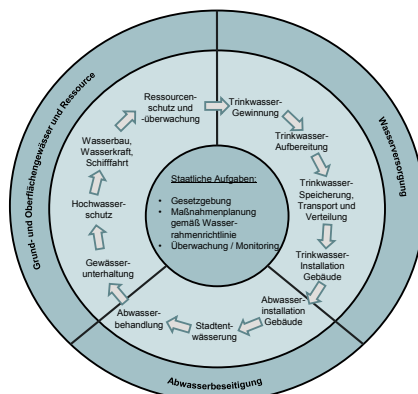 Grund- und Oberflächengewässer und Ressource
Wasserversorgung
Abwasserbeseitigung
Ressourcen-
schutz und
-überwachung
Trinkwasser-
Gewinnung
Trinkwasser-
Aufbereitung
Trinkwasser-
Speicherung,
Transport und
Verteilung
Trinkwasser-
Installation
Gebäude
Abwasser-
installation
Gebäude
Stadtent-
wässerung
Abwasser-
behandlung
Gewässer-
unterhaltung
Hochwasser-
schutz
Wasserbau,
Wasserkraft,
Schifffahrt
Staatliche Aufgaben:
• Gesetzgebung
• Maßnahmenplanung
gemäß Wasser-
rahmenrichtlinie
• Überwachung / Monitoring